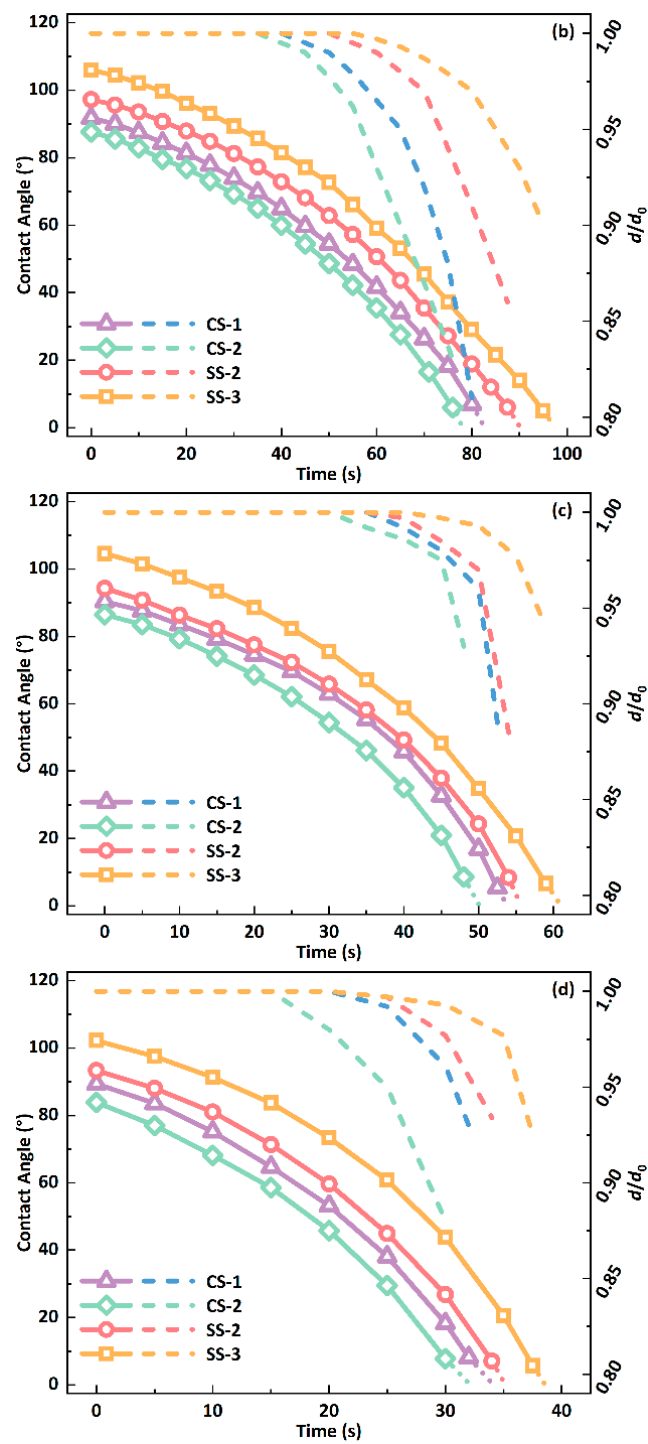 (b)
Contact Angle (°)
120
100
80
60
40
20
0
CS-1
CS-2
SS-2
SS-3
1.00
0.95
0.90
0.85
0.80
d/d0
0 20 40 60 80 100
Time (s)
(c)
Contact Angle (°)
120
100
80
60
40
20
0
CS-1
CS-2
SS-2
SS-3
1.00
0.95
0.90
0.85
0.80
d/d0
0 10 20 30 40 50 60
Time (s)
(d)
Contact Angle (°)
120
100
80
60
40
20
0
CS-1
CS-2
SS-2
SS-3
1.00
0.95
0.90
0.85
0.80
d/d0
0 10 20 30 40
Time (s)